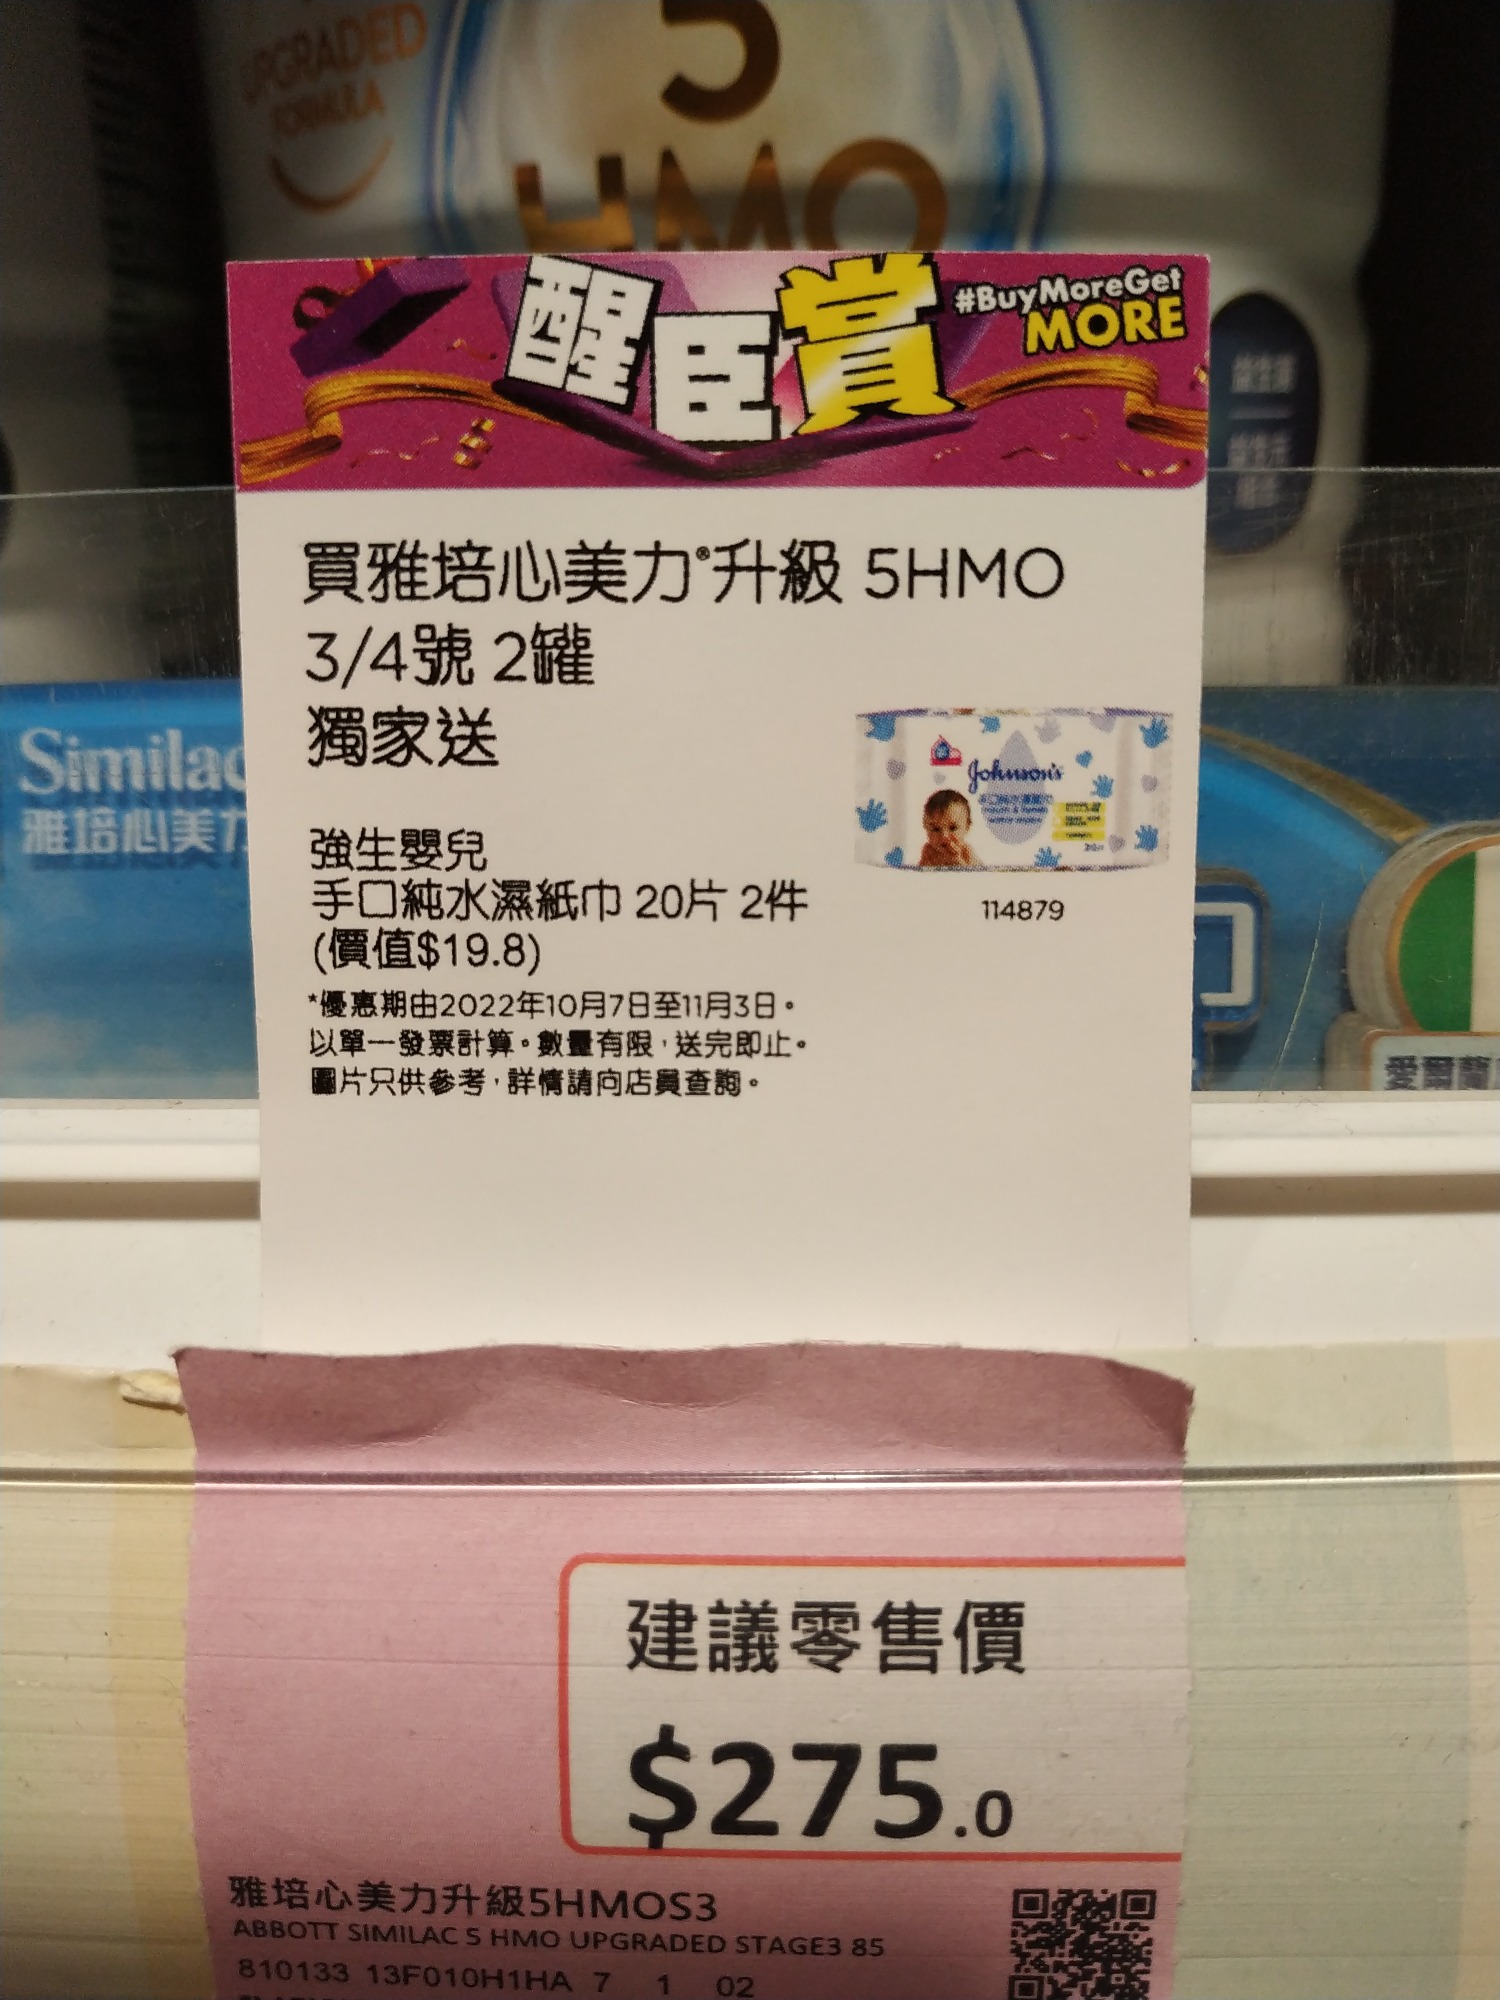 UPGRADED
FORMULA
5
HMO
醒臣賞
#BuyMoreGet
MORE
買雅培心美力®升級 5HMO
3/4號 2罐
獨家送
Johnson's
強生嬰兒
手口純水濕紙巾 20片 2件
(價值$19.8)
114879
*優惠期由2022年10月7日至11月3日。
以單一發票計算。數量有限，送完即止。
圖片只供參考，詳情請向店員查詢。
Similac
雅培心美力
愛爾蘭
建議零售價
$275.0
雅培心美力升級5HMOS3
ABBOTT SIMILAC 5 HMO UPGRADED STAGE3 85
810133 13F010H1HA 7 1 02